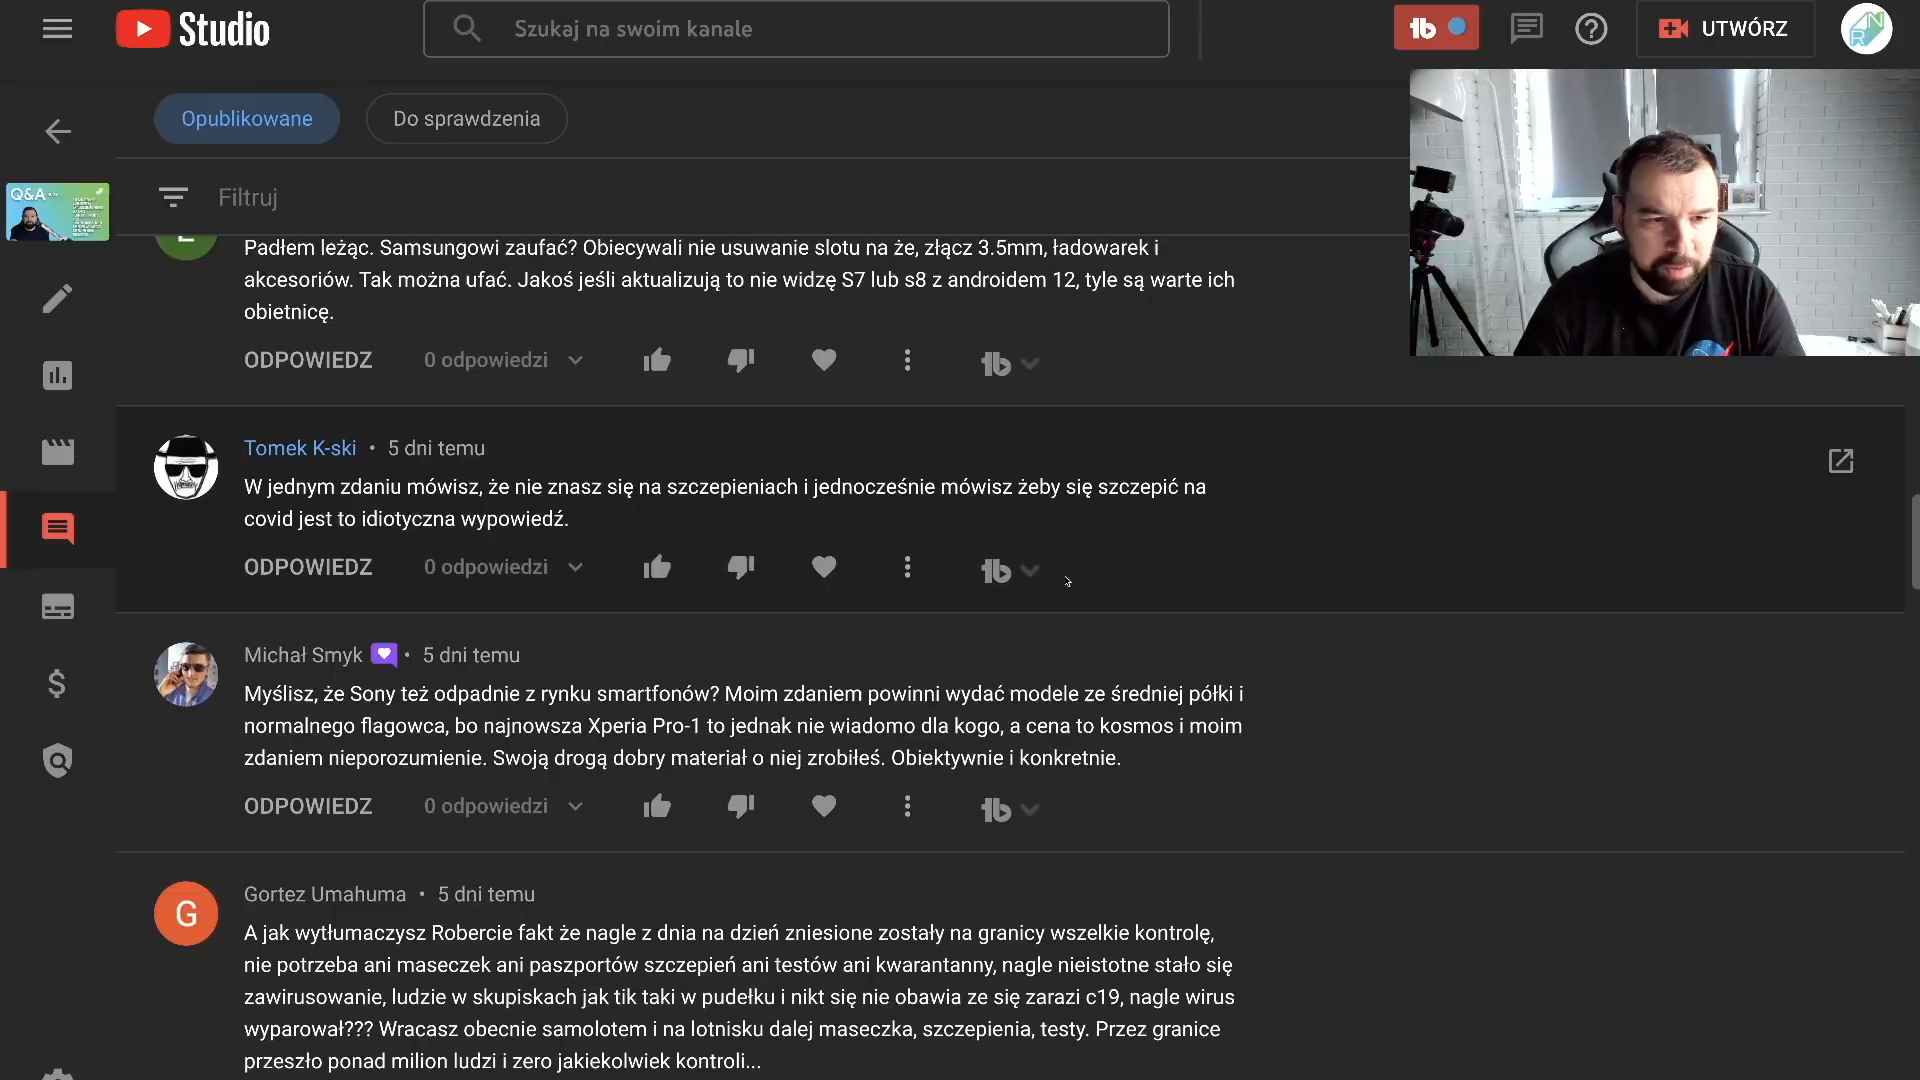 Studio
Szukaj na swoim kanale
UTWÓRZ
Opublikowane
Do sprawdzenia
Filtruj
Q&A
Padłem leżąc. Samsungowi zaufać? Obiecywali nie usuwanie slotu na że, złącz 3.5mm, ładowarek i
akcesoriów. Tak można ufać. Jakoś jeśli aktualizują to nie widzę S7 lub s8 z androidem 12, tyle są warte ich
obietnicę.
ODPOWIEDZ
0 odpowiedzi
Tomek K-ski • 5 dni temu
W jednym zdaniu mówisz, że nie znasz się na szczepieniach i jednocześnie mówisz żeby się szczepić na
covid jest to idiotyczna wypowiedź.
ODPOWIEDZ
0 odpowiedzi
Michał Smyk • 5 dni temu
Myślisz, że Sony też odpadnie z rynku smartfonów? Moim zdaniem powinni wydać modele ze średniej półki i
normalnego flagowca, bo najnowsza Xperia Pro-1 to jednak nie wiadomo dla kogo, a cena to kosmos i moim
zdaniem nieporozumienie. Swoją drogą dobry materiał o niej zrobiłeś. Obiektywnie i konkretnie.
ODPOWIEDZ
0 odpowiedzi
G
Gortez Umahuma • 5 dni temu
A jak wytłumaczysz Robercie fakt że nagle z dnia na dzień zniesione zostały na granicy wszelkie kontrolę,
nie potrzeba ani maseczek ani paszportów szczepień ani testów ani kwarantanny, nagle nieistotne stało się
zawirusowanie, ludzie w skupiskach jak tik taki w pudełku i nikt się nie obawia ze się zarazi c19, nagle wirus
wyparował??? Wracasz obecnie samolotem i na lotnisku dalej maseczka, szczepienia, testy. Przez granice
przeszło ponad milion ludzi i zero jakiekolwiek kontroli...